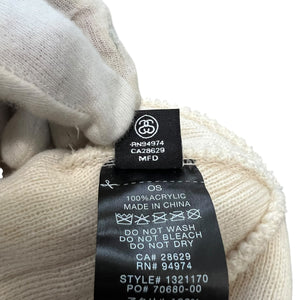 RN94974
CA28629
MFD
OS
100%ACRYLIC
MADE IN CHINA
DO NOT WASH
DO NOT BLEACH
DO NOT DRY
CA# 28629
RN# 94974
STYLE# 1321170
PO# 70680-00